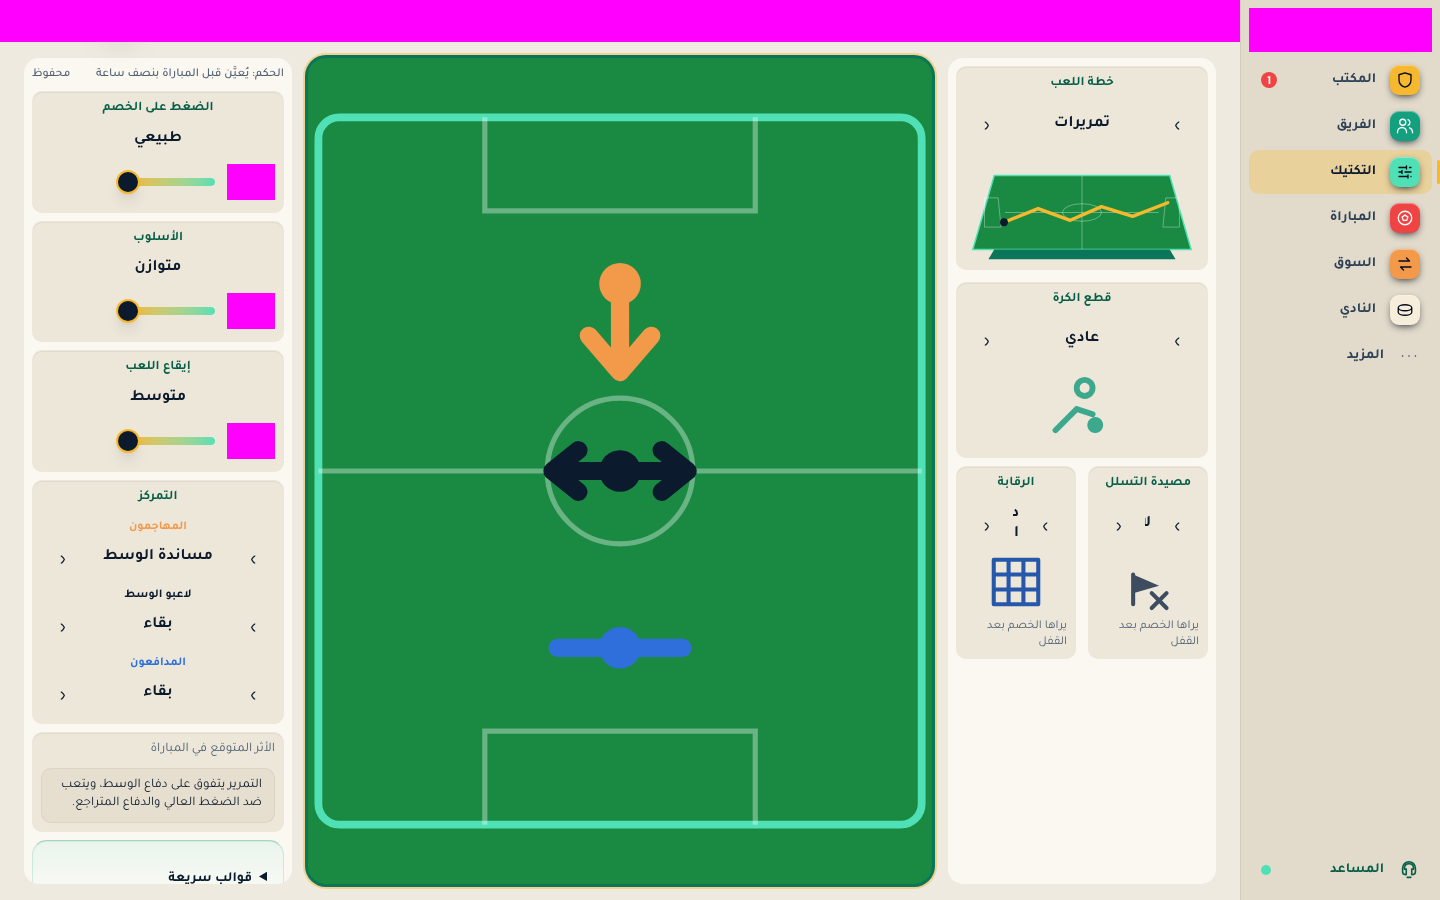 المكتب
1
الفريق
التكتيك
المباراة
السوق
النادي
المزيد
المساعد
خطة اللعب
تمريرات
قطع الكرة
عادي
مصيدة التسلل
يراها الخصم بعد
القفل
الرقابة
يراها الخصم بعد
القفل
الحكم: يُعيَّن قبل المباراة بنصف ساعة
محفوظ
الضغط على الخصم
طبيعي
الأسلوب
متوازن
إيقاع اللعب
متوسط
التمركز
المهاجمون
مساندة الوسط
لاعبو الوسط
بقاء
المدافعون
بقاء
الأثر المتوقع في المباراة
التمرير يتفوق على دفاع الوسط، ويتعب
ضد الضغط العالي والدفاع المتراجع.
قوالب سريعة